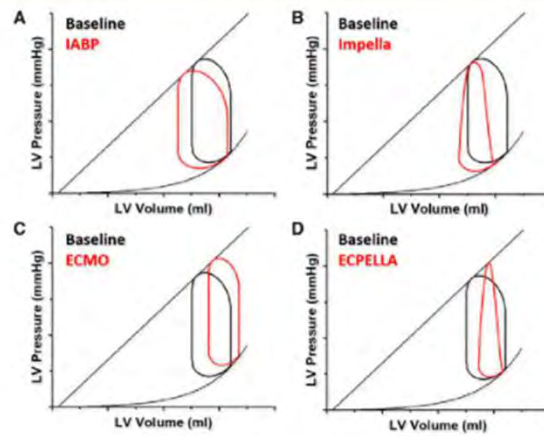 A
Baseline
IABP
LV Pressure (mmHg)
LV Volume (ml)
B
Baseline
Impella
LV Pressure (mmHg)
LV Volume (ml)
C
Baseline
ECMO
LV Pressure (mmHg)
LV Volume (ml)
D
Baseline
ECPELLA
LV Pressure (mmHg)
LV Volume (ml)